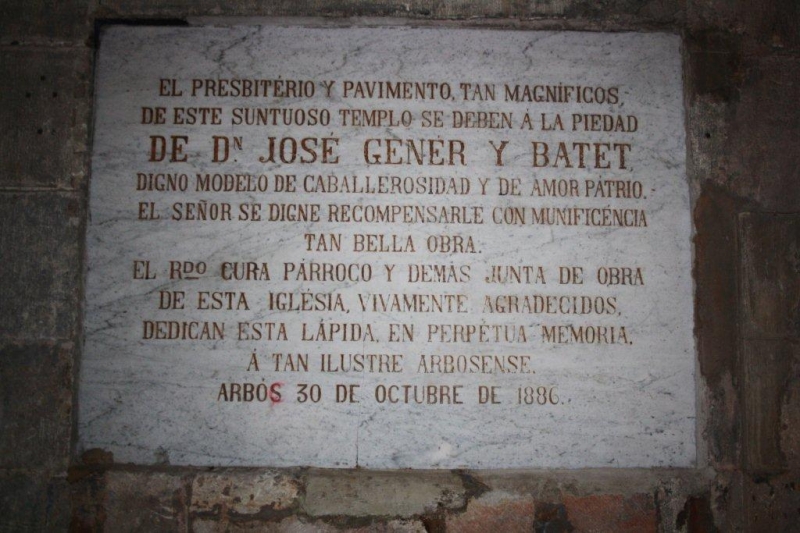 EL PRESBITÉRIO Y PAVIMENTO, TAN MAGNÍFICOS,
DE ESTE SUNTUOSO TEMPLO SE DEBEN Á LA PIEDAD
DE Dᴺ JOSÉ GENER Y BATET,
DIGNO MODELO DE CABALLEROSIDAD Y DE AMOR PÁTRIO.-
EL SEÑOR SE DIGNE RECOMPENSARLE CON MUNIFICÉNCIA
TAN BELLA OBRA.
EL RDO CURA PÁRROCO Y DEMÁS JUNTA DE OBRA
DE ESTA IGLÉSIA, VIVAMENTE AGRADECIDOS,
DEDICAN ESTA LÁPIDA, EN PERPÉTUA MEMORIA,
Á TAN ILUSTRE ARBOSENSE.
ARBÓS 30 DE OCTUBRE DE 1886.